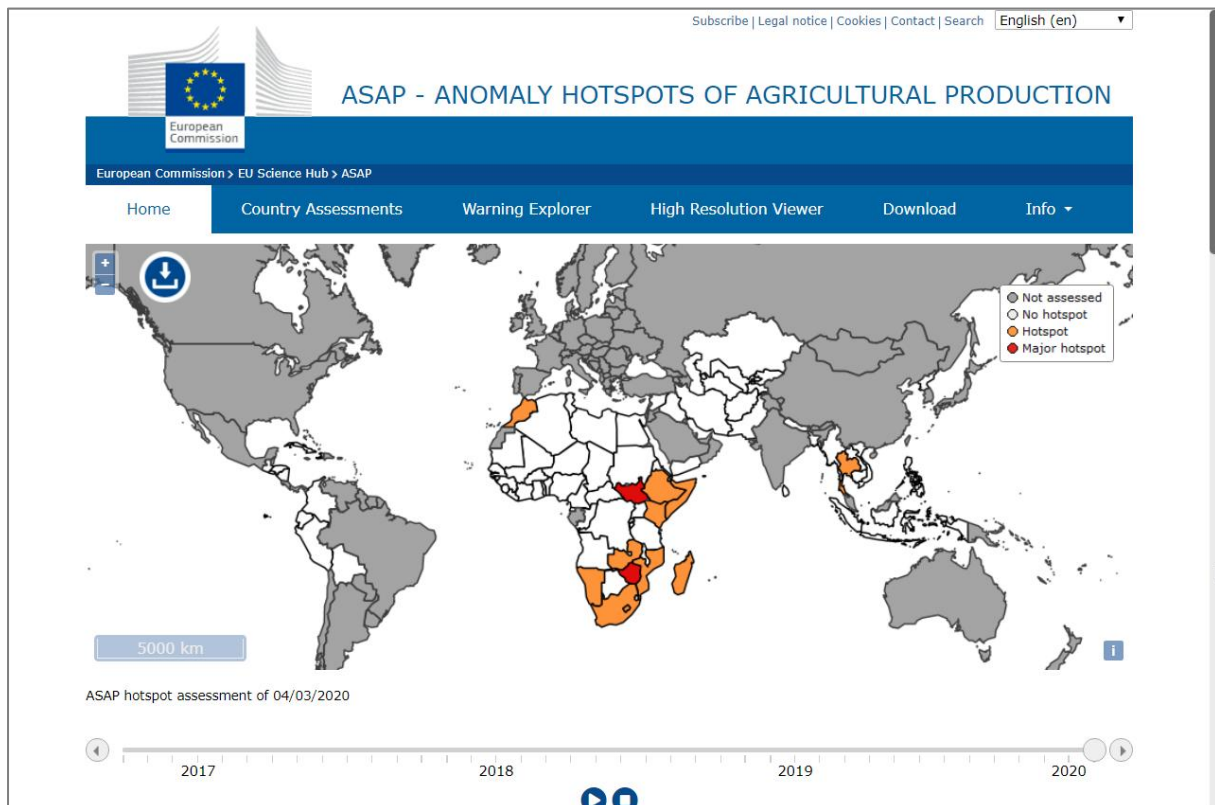 Subscribe | Legal notice | Cookies | Contact | Search English (en)
ASAP - ANOMALY HOTSPOTS OF AGRICULTURAL PRODUCTION
European
Commission
European Commission > EU Science Hub > ASAP
Home Country Assessments Warning Explorer High Resolution Viewer Download Info
+
-
Not assessed
No hotspot
Hotspot
Major hotspot
5000 km
i
ASAP hotspot assessment of 04/03/2020
2017 2018 2019 2020